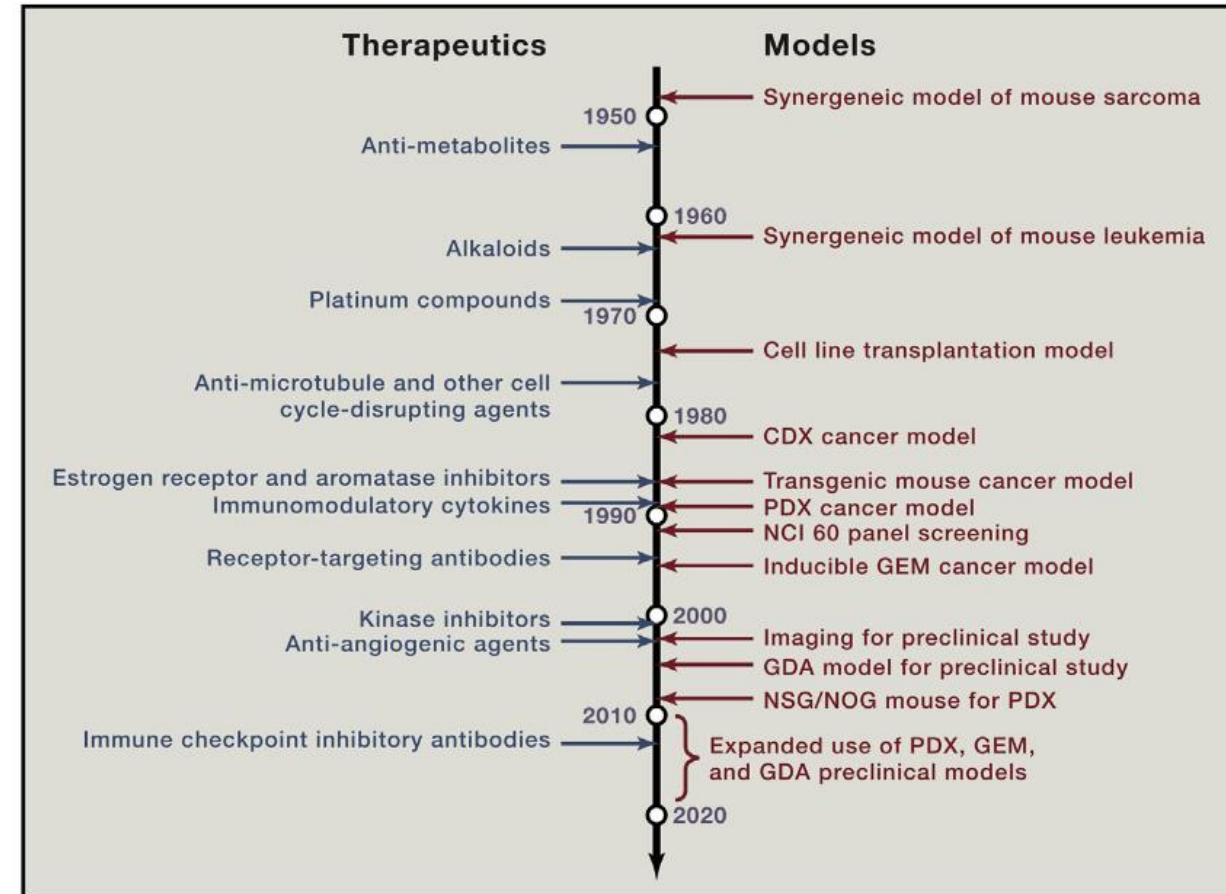 Therapeutics
Models
Synergeneic model of mouse sarcoma
1950
Anti-metabolites
1960
Synergeneic model of mouse leukemia
Alkaloids
Platinum compounds
1970
Cell line transplantation model
Anti-microtubule and other cell
cycle-disrupting agents
1980
CDX cancer model
Estrogen receptor and aromatase inhibitors
Transgenic mouse cancer model
Immunomodulatory cytokines
PDX cancer model
1990
NCI 60 panel screening
Receptor-targeting antibodies
Inducible GEM cancer model
2000
Kinase inhibitors
Anti-angiogenic agents
Imaging for preclinical study
GDA model for preclinical study
NSG/NOG mouse for PDX
2010
Immune checkpoint inhibitory antibodies
Expanded use of PDX, GEM,
and GDA preclinical models
2020